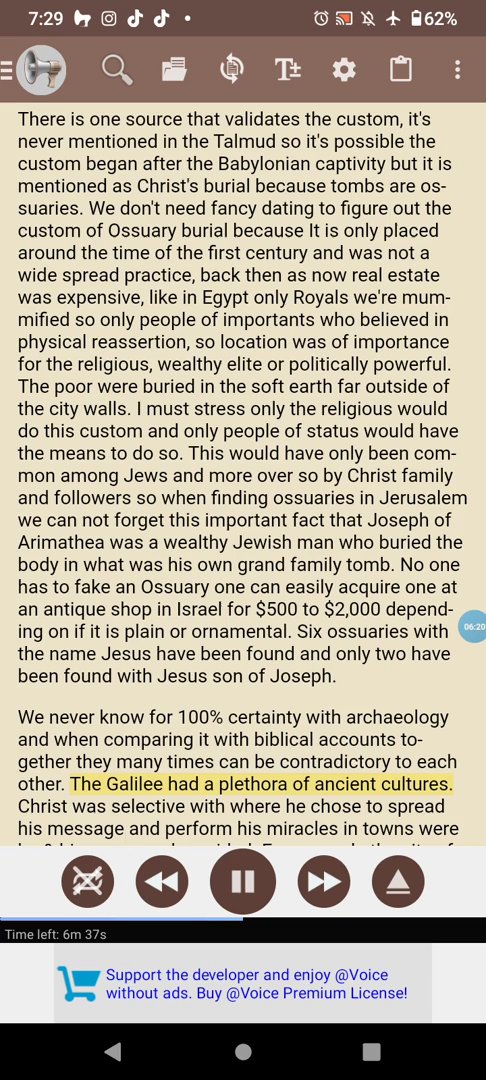 7:29
62%
T±
There is one source that validates the custom, it's
never mentioned in the Talmud so it's possible the
custom began after the Babylonian captivity but it is
mentioned as Christ's burial because tombs are os-
suaries. We don't need fancy dating to figure out the
custom of Ossuary burial because It is only placed
around the time of the first century and was not a
wide spread practice, back then as now real estate
was expensive, like in Egypt only Royals we're mum-
mified so only people of importants who believed in
physical reassertion, so location was of importance
for the religious, wealthy elite or politically powerful.
The poor were buried in the soft earth far outside of
the city walls. I must stress only the religious would
do this custom and only people of status would have
the means to do so. This would have only been com-
mon among Jews and more over so by Christ family
and followers so when finding ossuaries in Jerusalem
we can not forget this important fact that Joseph of
Arimathea was a wealthy Jewish man who buried the
body in what was his own grand family tomb. No one
has to fake an Ossuary one can easily acquire one at
an antique shop in Israel for $500 to $2,000 depend-
ing on if it is plain or ornamental. Six ossuaries with
06:20
the name Jesus have been found and only two have
been found with Jesus son of Joseph.
We never know for 100% certainty with archaeology
and when comparing it with biblical accounts to-
gether they many times can be contradictory to each
other. The Galilee had a plethora of ancient cultures.
Christ was selective with where he chose to spread
his message and perform his miracles in towns were
Time left: 6m 37s
Support the developer and enjoy @Voice
without ads. Buy @Voice Premium License!